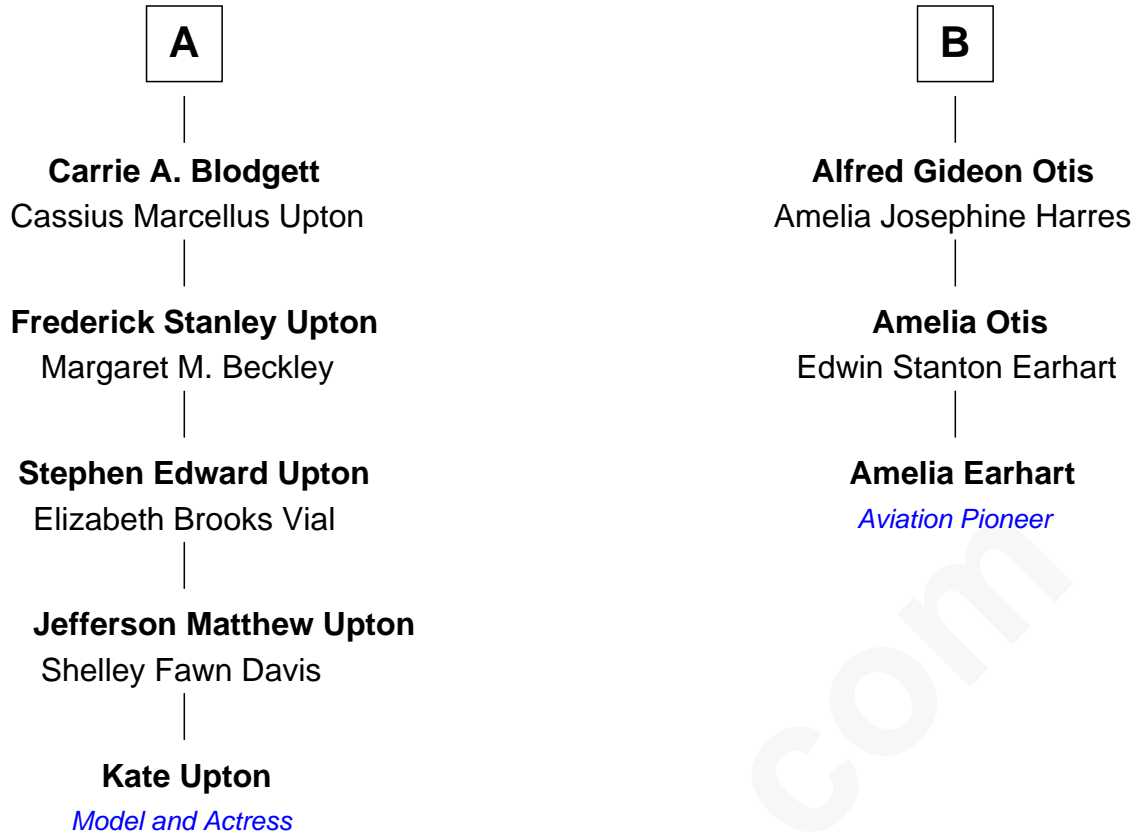 A
Carrie A. Blodgett
Cassius Marcellus Upton
Frederick Stanley Upton
Margaret M. Beckley
Stephen Edward Upton
Elizabeth Brooks Vial
Jefferson Matthew Upton
Shelley Fawn Davis
Kate Upton
Model and Actress
B
Alfred Gideon Otis
Amelia Josephine Harres
Amelia Otis
Edwin Stanton Earhart
Amelia Earhart
Aviation Pioneer
com